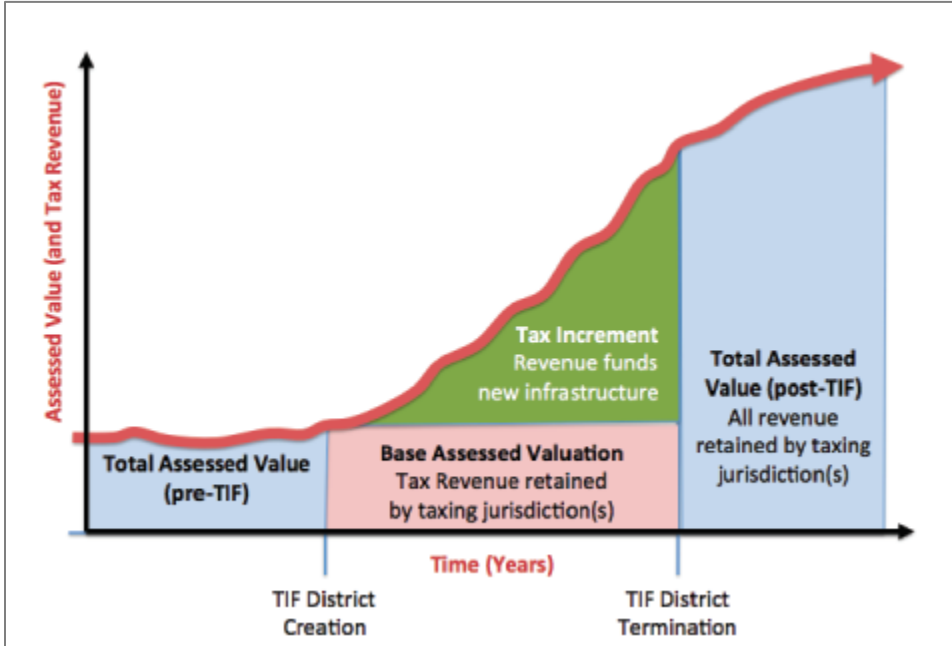 Assessed Value (and Tax Revenue)
Tax Increment
Revenue funds
new infrastructure
Total Assessed
Value (post-TIF)
All revenue
retained by taxing
jurisdiction(s)
Total Assessed Value
(pre-TIF)
Base Assessed Valuation
Tax Revenue retained
by taxing jurisdiction(s)
Time (Years)
TIF District
Creation
TIF District
Termination